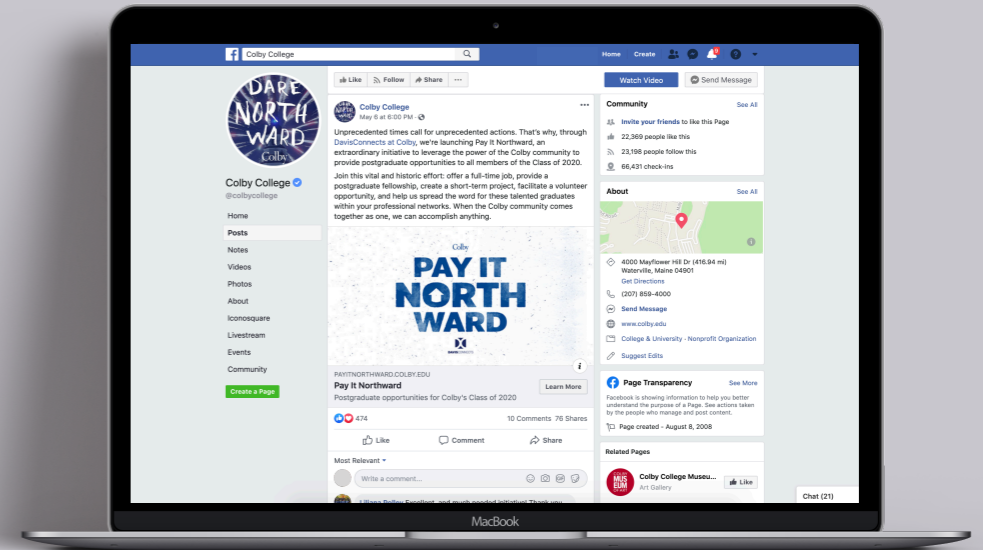 Colby College
Home Create
9
DARE
NORTH
WARD
Colby
Colby College
@colbycollege
Home
Posts
Notes
Videos
Photos
About
Iconosquare
Livestream
Events
Community
Create a Page
Like Follow Share ...
Watch Video Send Message
Colby College
May 6 at 6:00 PM ·
Unprecedented times call for unprecedented actions. That's why, through
DavisConnects at Colby, we're launching Pay It Northward, an
extraordinary initiative to leverage the power of the Colby community to
provide postgraduate opportunities to all members of the Class of 2020.
Join this vital and historic effort: offer a full-time job, provide a
postgraduate fellowship, create a short-term project, facilitate a volunteer
opportunity, and help us spread the word for these talented graduates
within your professional networks. When the Colby community comes
together as one, we can accomplish anything.
Colby
PAY IT
NORTH
WARD
DAVISCONNECTS
PAYITNORTHWARD.COLBY.EDU
Pay It Northward
Postgraduate opportunities for Colby's Class of 2020
Learn More
474
10 Comments 76 Shares
Like Comment Share
Most Relevant
Write a comment...
GIF
Excellent, and much needed initiative! Thank you
Community See All
Invite your friends to like this Page
22,369 people like this
23,198 people follow this
66,431 check-ins
About See All
4000 Mayflower Hill Dr (416.94 mi)
Waterville, Maine 04901
Get Directions
(207) 859-4000
Send Message
www.colby.edu
College & University · Nonprofit Organization
Suggest Edits
Page Transparency See More
Facebook is showing information to help you better
understand the purpose of a Page. See actions taken
by the people who manage and post content.
Page created – August 8, 2008
Related Pages
MUS
EUM
Colby College Museu...
Art Gallery
Like
Chat (21)
MacBook